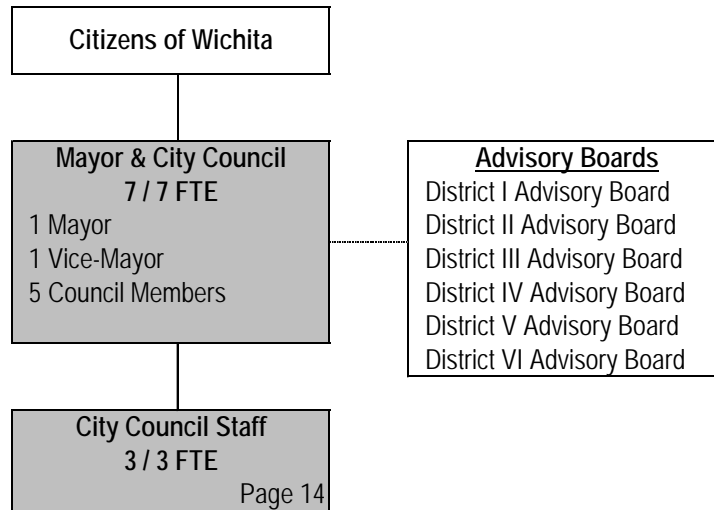 Citizens of Wichita
Mayor & City Council
7 / 7 FTE
1 Mayor
1 Vice-Mayor
5 Council Members
Advisory Boards
District I Advisory Board
District II Advisory Board
District III Advisory Board
District IV Advisory Board
District V Advisory Board
District VI Advisory Board
City Council Staff
3 / 3 FTE
Page 14